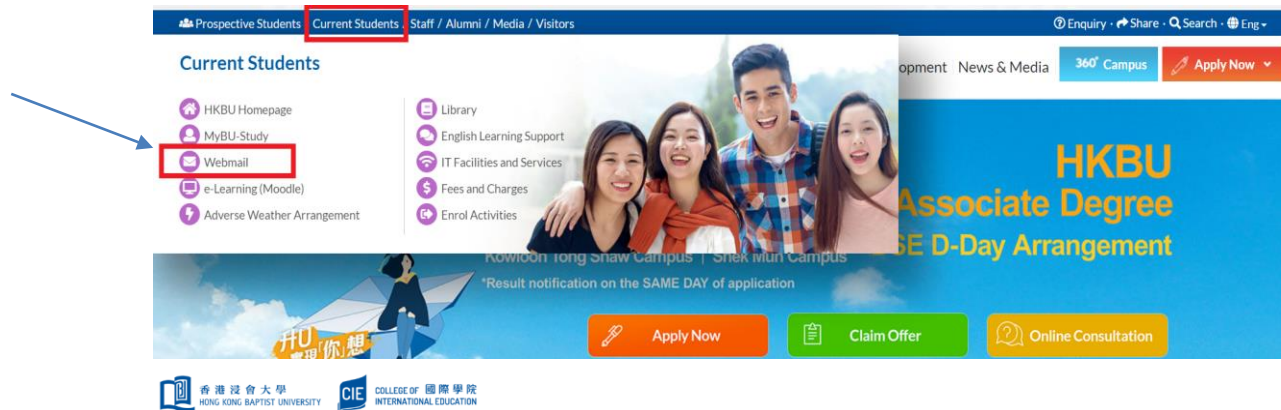 Prospective Students / Current Students / Staff / Alumni / Media / Visitors
Enquiry · Share · Search · Eng
Current Students
HKBU Homepage
MyBU-Study
Webmail
e-Learning (Moodle)
Adverse Weather Arrangement
Library
English Learning Support
IT Facilities and Services
Fees and Charges
Enrol Activities
opment News & Media
360° Campus
Apply Now
HKBU
Associate Degree
SE D-Day Arrangement
Kowloon Tong Shaw Campus | Shek Mun Campus
*Result notification on the SAME DAY of application
Apply Now
Claim Offer
Online Consultation
香港浸會大學
HONG KONG BAPTIST UNIVERSITY
CIE
COLLEGE OF 國際學院
INTERNATIONAL EDUCATION